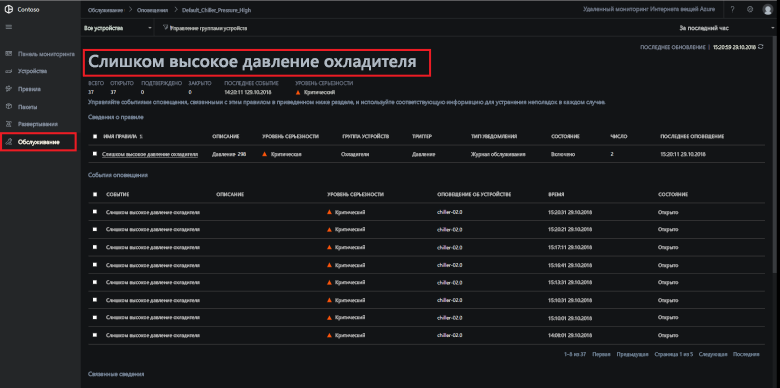 Contoso
Обслуживание > Оповещения > Default_Chiller_Pressure_High
Удаленный мониторинг Интернета вещей Azure
?
Все устройства
Управление группами устройств
За последний час
ПОСЛЕДНЕЕ ОБНОВЛЕНИЕ | 15:20:59 29.10.2018
Панель мониторинга
Устройства
Правила
Пакеты
Развертывания
Обслуживание
Слишком высокое давление охладителя
ВСЕГО ОТКРЫТО ПОДТВЕРЖДЕНО ЗАКРЫТО ПОСЛЕДНЕЕ СОБЫТИЕ УРОВЕНЬ СЕРЬЕЗНОСТИ
37 37 0 0 14:20:11 129.10.2018 Критический
Управляйте событиями оповещения, связанными с этим правилом в приведенном ниже разделе, и используйте соответствующую информацию для устранения неполадок в каждом случае.
Сведения о правиле
ИМЯ ПРАВИЛА ОПИСАНИЕ УРОВЕНЬ СЕРЬЕЗНОСТИ ГРУППА УСТРОЙСТВ ТРИГГЕР ТИП УВЕДОМЛЕНИЯ СОСТОЯНИЕ ЧИСЛО ПОСЛЕДНЕЕ ОПОВЕЩЕНИЕ
Слишком высокое давление охладителя Давление 298 Критическая Охладители Давление Журнал обслуживания Включено 2 15:20:11 29.10.2018
События оповещения
СОБЫТИЕ ОПИСАНИЕ УРОВЕНЬ СЕРЬЕЗНОСТИ ОПОВЕЩЕНИЕ ОБ УСТРОЙСТВЕ ВРЕМЯ СОСТОЯНИЕ
Слишком высокое давление охладителя Критический chiller-02.0 15:20:31 29.10.2018 Открыто
Слишком высокое давление охладителя Критический chiller-02.0 15:20:21 29.10.2018 Открыто
Слишком высокое давление охладителя Критический chiller-02.0 15:17:11 29.10.2018 Открыто
Слишком высокое давление охладителя Критический chiller-02.0 15:16:41 29.10.2018 Открыто
Слишком высокое давление охладителя Критический chiller-02.0 15:13:31 29.10.2018 Открыто
Слишком высокое давление охладителя Критический chiller-02.0 15:10:31 29.10.2018 Открыто
Слишком высокое давление охладителя Критический chiller-02.0 15:10:01 29.10.2018 Открыто
Слишком высокое давление охладителя Критический chiller-02.0 14:09:01 29.10.2018 Открыто
1–8 из 37 Первая Предыдущая Страница 1 из 5 Следующая Последняя
Связанные сведения